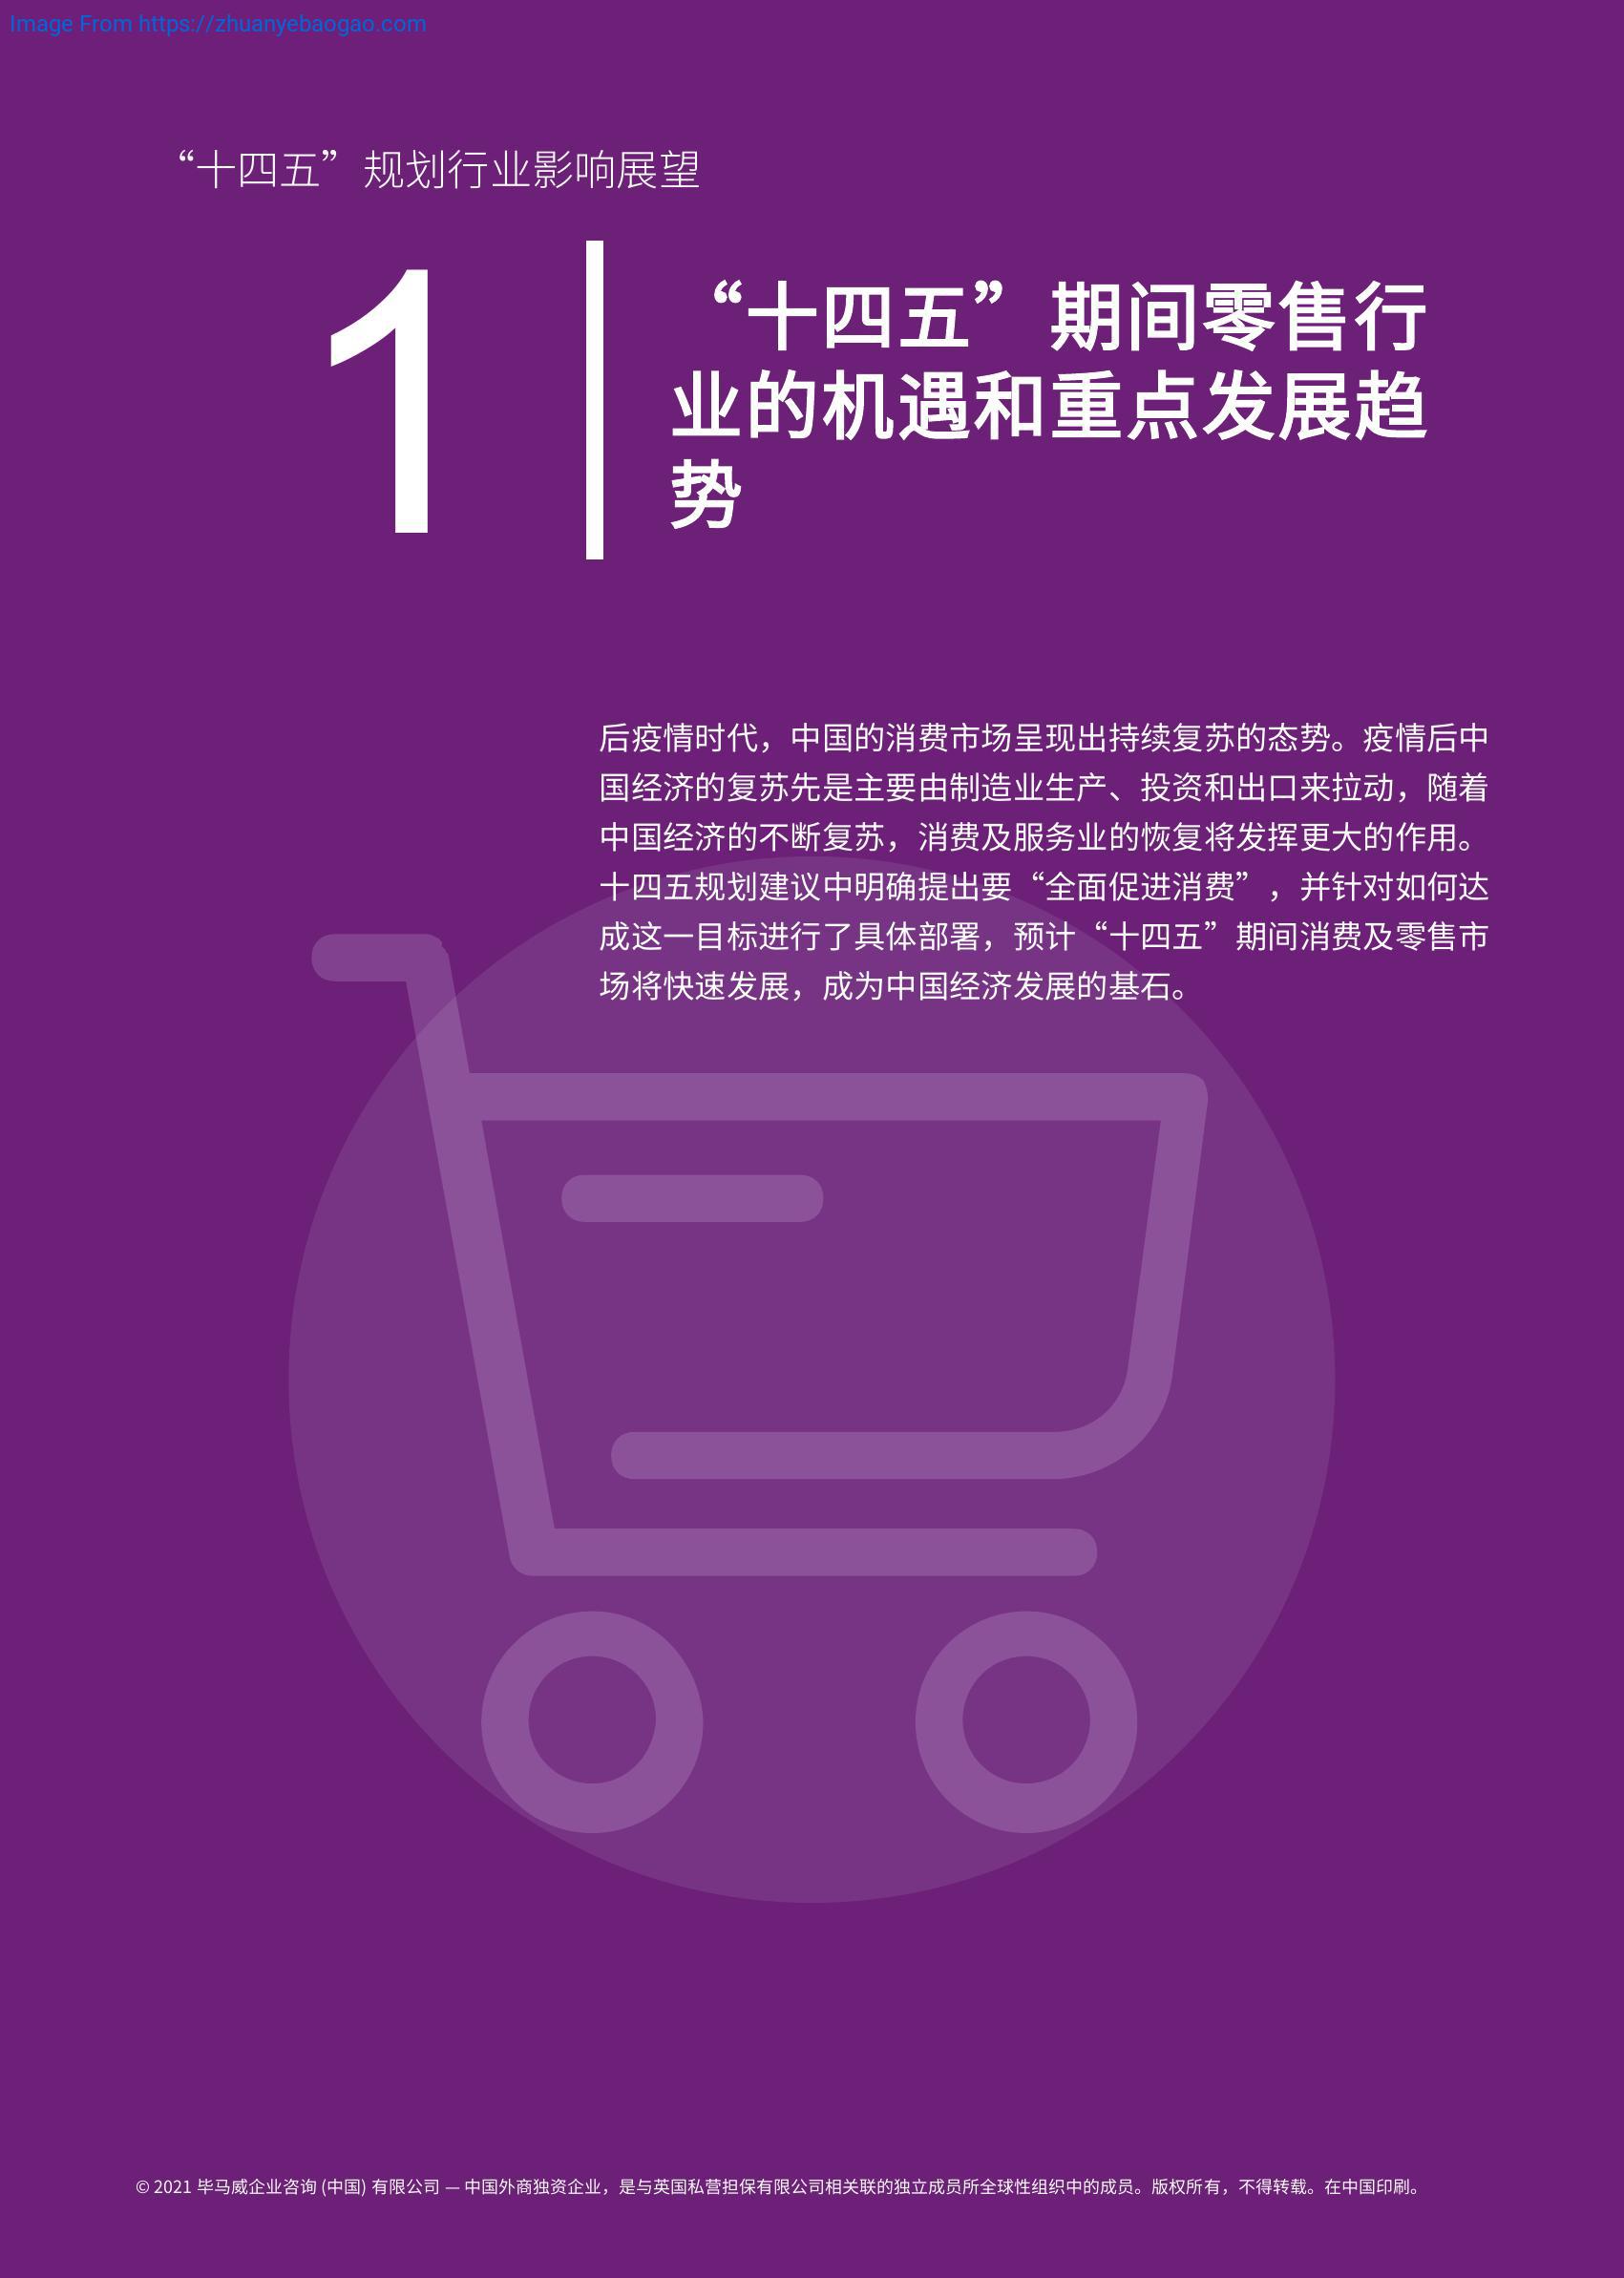 Image From https://zhuanyebaogao.com
“十四五”规划行业影响展望
1
“十四五”期间零售行
业的机遇和重点发展趋
势
后疫情时代，中国的消费市场呈现出持续复苏的态势。疫情后中
国经济的复苏先是主要由制造业生产、投资和出口来拉动，随着
中国经济的不断复苏，消费及服务业的恢复将发挥更大的作用。
十四五规划建议中明确提出要“全面促进消费”，并针对如何达
成这一目标进行了具体部署，预计“十四五”期间消费及零售市
场将快速发展，成为中国经济发展的基石。
© 2021 毕马威企业咨询 (中国) 有限公司 — 中国外商独资企业，是与英国私营担保有限公司相关联的独立成员所全球性组织中的成员。版权所有，不得转载。在中国印刷。